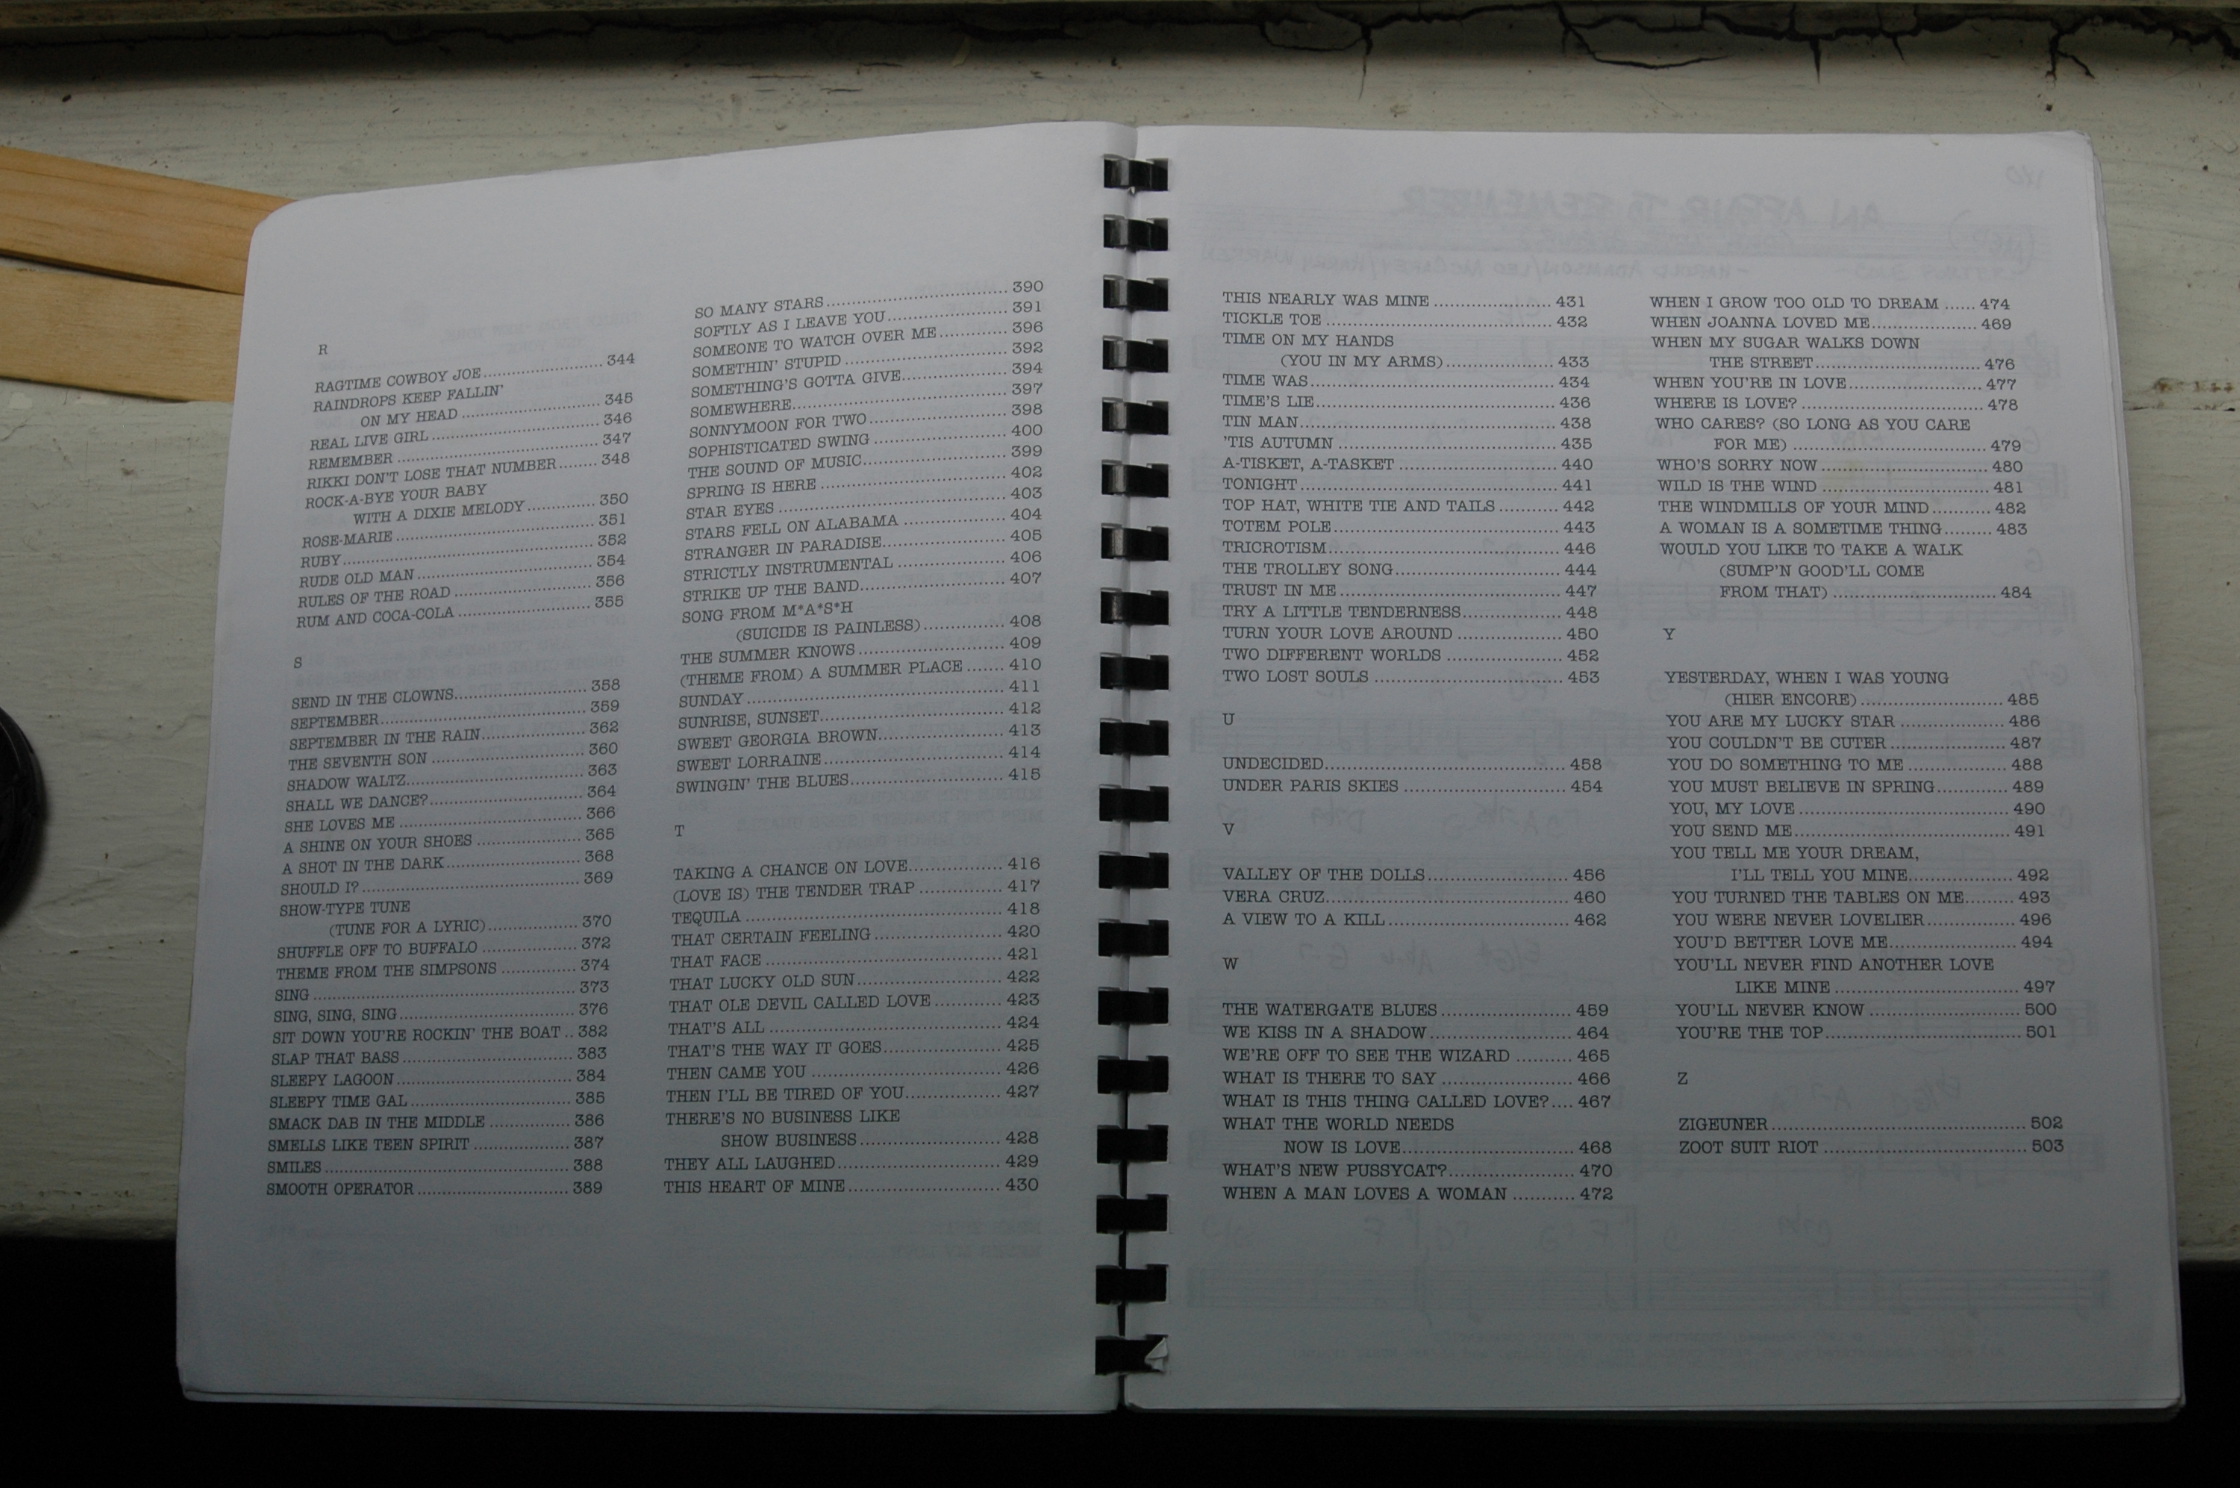 R
RAGTIME COWBOY JOE ........ 344
RAINDROPS KEEP FALLIN'
ON MY HEAD ........ 345
REAL LIVE GIRL ........ 346
REMEMBER ........ 347
RIKKI DON'T LOSE THAT NUMBER ........ 348
ROCK-A-BYE YOUR BABY
WITH A DIXIE MELODY ........ 350
ROSE-MARIE ........ 351
RUBY ........ 352
RUDE OLD MAN ........ 354
RULES OF THE ROAD ........ 356
RUM AND COCA-COLA ........ 355
S
SEND IN THE CLOWNS ........ 358
SEPTEMBER ........ 359
SEPTEMBER IN THE RAIN ........ 362
THE SEVENTH SON ........ 360
SHADOW WALTZ ........ 363
SHALL WE DANCE? ........ 364
SHE LOVES ME ........ 366
A SHINE ON YOUR SHOES ........ 365
A SHOT IN THE DARK ........ 368
SHOULD I? ........ 369
SHOW-TYPE TUNE
(TUNE FOR A LYRIC) ........ 370
SHUFFLE OFF TO BUFFALO ........ 372
THEME FROM THE SIMPSONS ........ 374
SING ........ 373
SING, SING, SING ........ 376
SIT DOWN YOU'RE ROCKIN' THE BOAT .. 382
SLAP THAT BASS ........ 383
SLEEPY LAGOON ........ 384
SLEEPY TIME GAL ........ 385
SMACK DAB IN THE MIDDLE ........ 386
SMELLS LIKE TEEN SPIRIT ........ 387
SMILES ........ 388
SMOOTH OPERATOR ........ 389
SO MANY STARS ........ 390
SOFTLY AS I LEAVE YOU ........ 391
SOMEONE TO WATCH OVER ME ........ 396
SOMETHIN' STUPID ........ 392
SOMETHING'S GOTTA GIVE ........ 394
SOMEWHERE ........ 397
SONNYMOON FOR TWO ........ 398
SOPHISTICATED SWING ........ 400
THE SOUND OF MUSIC ........ 399
SPRING IS HERE ........ 402
STAR EYES ........ 403
STARS FELL ON ALABAMA ........ 404
STRANGER IN PARADISE ........ 405
STRICTLY INSTRUMENTAL ........ 406
STRIKE UP THE BAND ........ 407
SONG FROM M*A*S*H
(SUICIDE IS PAINLESS) ........ 408
THE SUMMER KNOWS ........ 409
(THEME FROM) A SUMMER PLACE ...... 410
SUNDAY ........ 411
SUNRISE, SUNSET ........ 412
SWEET GEORGIA BROWN ........ 413
SWEET LORRAINE ........ 414
SWINGIN' THE BLUES ........ 415
T
TAKING A CHANCE ON LOVE ........ 416
(LOVE IS) THE TENDER TRAP ........ 417
TEQUILA ........ 418
THAT CERTAIN FEELING ........ 420
THAT FACE ........ 421
THAT LUCKY OLD SUN ........ 422
THAT OLE DEVIL CALLED LOVE ........ 423
THAT'S ALL ........ 424
THAT'S THE WAY IT GOES ........ 425
THEN CAME YOU ........ 426
THEN I'LL BE TIRED OF YOU ........ 427
THERE'S NO BUSINESS LIKE
SHOW BUSINESS ........ 428
THEY ALL LAUGHED ........ 429
THIS HEART OF MINE ........ 430
THIS NEARLY WAS MINE ........ 431
TICKLE TOE ........ 432
TIME ON MY HANDS
(YOU IN MY ARMS) ........ 433
TIME WAS ........ 434
TIME'S LIE ........ 436
TIN MAN ........ 438
'TIS AUTUMN ........ 435
A-TISKET, A-TASKET ........ 440
TONIGHT ........ 441
TOP HAT, WHITE TIE AND TAILS ........ 442
TOTEM POLE ........ 443
TRICROTISM ........ 446
THE TROLLEY SONG ........ 444
TRUST IN ME ........ 447
TRY A LITTLE TENDERNESS ........ 448
TURN YOUR LOVE AROUND ........ 450
TWO DIFFERENT WORLDS ........ 452
TWO LOST SOULS ........ 453
U
UNDECIDED ........ 458
UNDER PARIS SKIES ........ 454
V
VALLEY OF THE DOLLS ........ 456
VERA CRUZ ........ 460
A VIEW TO A KILL ........ 462
W
THE WATERGATE BLUES ........ 459
WE KISS IN A SHADOW ........ 464
WE'RE OFF TO SEE THE WIZARD ........ 465
WHAT IS THERE TO SAY ........ 466
WHAT IS THIS THING CALLED LOVE? .... 467
WHAT THE WORLD NEEDS
NOW IS LOVE ........ 468
WHAT'S NEW PUSSYCAT? ........ 470
WHEN A MAN LOVES A WOMAN ........ 472
WHEN I GROW TOO OLD TO DREAM ..... 474
WHEN JOANNA LOVED ME ........ 469
WHEN MY SUGAR WALKS DOWN
THE STREET ........ 476
WHEN YOU'RE IN LOVE ........ 477
WHERE IS LOVE? ........ 478
WHO CARES? (SO LONG AS YOU CARE
FOR ME) ........ 479
WHO'S SORRY NOW ........ 480
WILD IS THE WIND ........ 481
THE WINDMILLS OF YOUR MIND ........ 482
A WOMAN IS A SOMETIME THING ........ 483
WOULD YOU LIKE TO TAKE A WALK
(SUMP'N GOOD'LL COME
FROM THAT) ........ 484
Y
YESTERDAY, WHEN I WAS YOUNG
(HIER ENCORE) ........ 485
YOU ARE MY LUCKY STAR ........ 486
YOU COULDN'T BE CUTER ........ 487
YOU DO SOMETHING TO ME ........ 488
YOU MUST BELIEVE IN SPRING ........ 489
YOU, MY LOVE ........ 490
YOU SEND ME ........ 491
YOU TELL ME YOUR DREAM,
I'LL TELL YOU MINE ........ 492
YOU TURNED THE TABLES ON ME ........ 493
YOU WERE NEVER LOVELIER ........ 496
YOU'D BETTER LOVE ME ........ 494
YOU'LL NEVER FIND ANOTHER LOVE
LIKE MINE ........ 497
YOU'LL NEVER KNOW ........ 500
YOU'RE THE TOP ........ 501
Z
ZIGEUNER ........ 502
ZOOT SUIT RIOT ........ 503